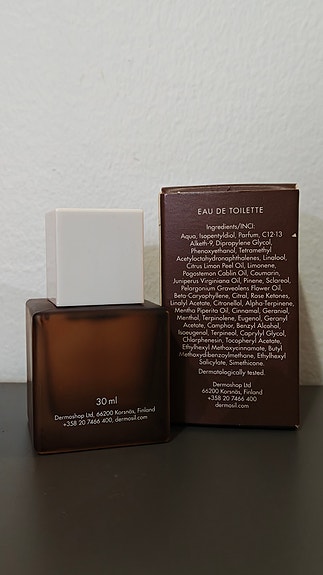 30 ml
Dermoshop Ltd, 66200 Korsnäs, Finland
+358 20 7466 400, dermosil.com
EAU DE TOILETTE
Ingredients/INCI:
Aqua, Isopentyldiol, Parfum, C12-13
Alketh-9, Dipropylene Glycol,
Phenoxyethanol, Tetramethyl
Acetyloctahydronaphthalenes, Linalool,
Citrus Limon Peel Oil, Limonene,
Pogostemon Cablin Oil, Coumarin,
Juniperus Virginiana Oil, Pinene, Sclareol,
Pelargonium Graveolens Flower Oil,
Beta-Caryophyllene, Citral, Rose Ketones,
Linalyl Acetate, Citronellol, Alpha-Terpinene,
Mentha Piperita Oil, Cinnamal, Geranial,
Menthol, Terpinolene, Eugenol, Geranyl
Acetate, Camphor, Benzyl Alcohol,
Isoeugenol, Terpineol, Caprylyl Glycol,
Chlorphenesin, Tocopheryl Acetate,
Ethylhexyl Methoxycinnamate, Butyl
Methoxydibenzoylmethane, Ethylhexyl
Salicylate, Simethicone.
Dermatologically tested.
Dermoshop Ltd
66200 Korsnäs, Finland
+358 20 7466 400
dermosil.com